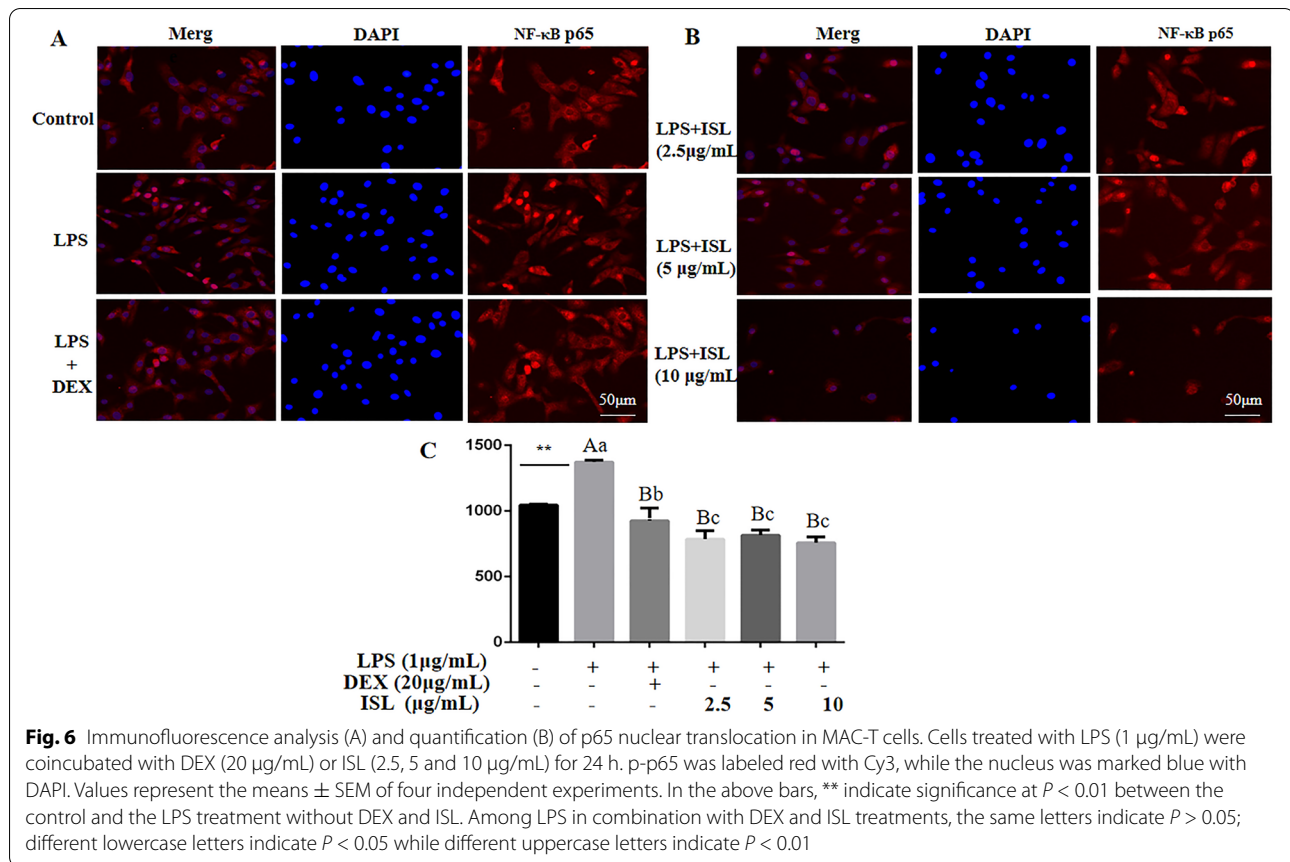 A
Merg DAPI NF-κB p65
Control
LPS
LPS
+
DEX
50μm
B
NF-κB p65
LPS+ISL
(2.5μg/mL
LPS+ISL
(5 μg/mL)
LPS+ISL
(10 μg/mL
50μm
C
1500
1000
500
0
** Aa Bb Bc Bc Bc
LPS (1μg/mL) - + + + + +
DEX (20μg/mL) - - + - - -
ISL (μg/mL) - - - 2.5 5 10
Fig. 6 Immunofluorescence analysis (A) and quantification (B) of p65 nuclear translocation in MAC-T cells. Cells treated with LPS (1 μg/mL) were
coincubated with DEX (20 μg/mL) or ISL (2.5, 5 and 10 μg/mL) for 24 h. p-p65 was labeled red with Cy3, while the nucleus was marked blue with
DAPI. Values represent the means ± SEM of four independent experiments. In the above bars, ** indicate significance at P < 0.01 between the
control and the LPS treatment without DEX and ISL. Among LPS in combination with DEX and ISL treatments, the same letters indicate P > 0.05;
different lowercase letters indicate P < 0.05 while different uppercase letters indicate P < 0.01